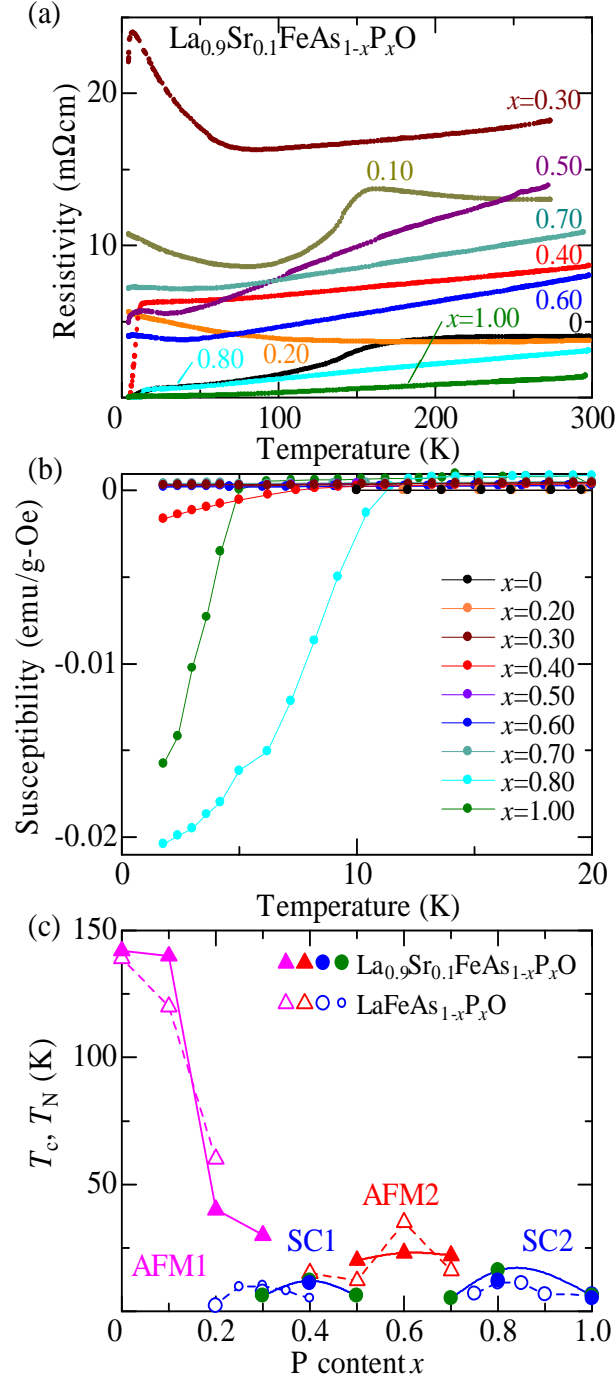 (a)
La0.9Sr0.1FeAs1-xPxO
x=0.30
20
0.10
0.50
0.70
10
0.40
0.60
x=1.00
0
0.80
0.20
0 100 200 300
Resistivity (mΩcm)
Temperature (K)
(b)
0
-0.01
-0.02
x=0
x=0.20
x=0.30
x=0.40
x=0.50
x=0.60
x=0.70
x=0.80
x=1.00
0 10 20
Susceptibility (emu/g-Oe)
Temperature (K)
(c)
150
La0.9Sr0.1FeAs1-xPxO
LaFeAs1-xPxO
100
50
AFM2
SC1
SC2
AFM1
0
0 0.2 0.4 0.6 0.8 1.0
Tc, TN (K)
P content x